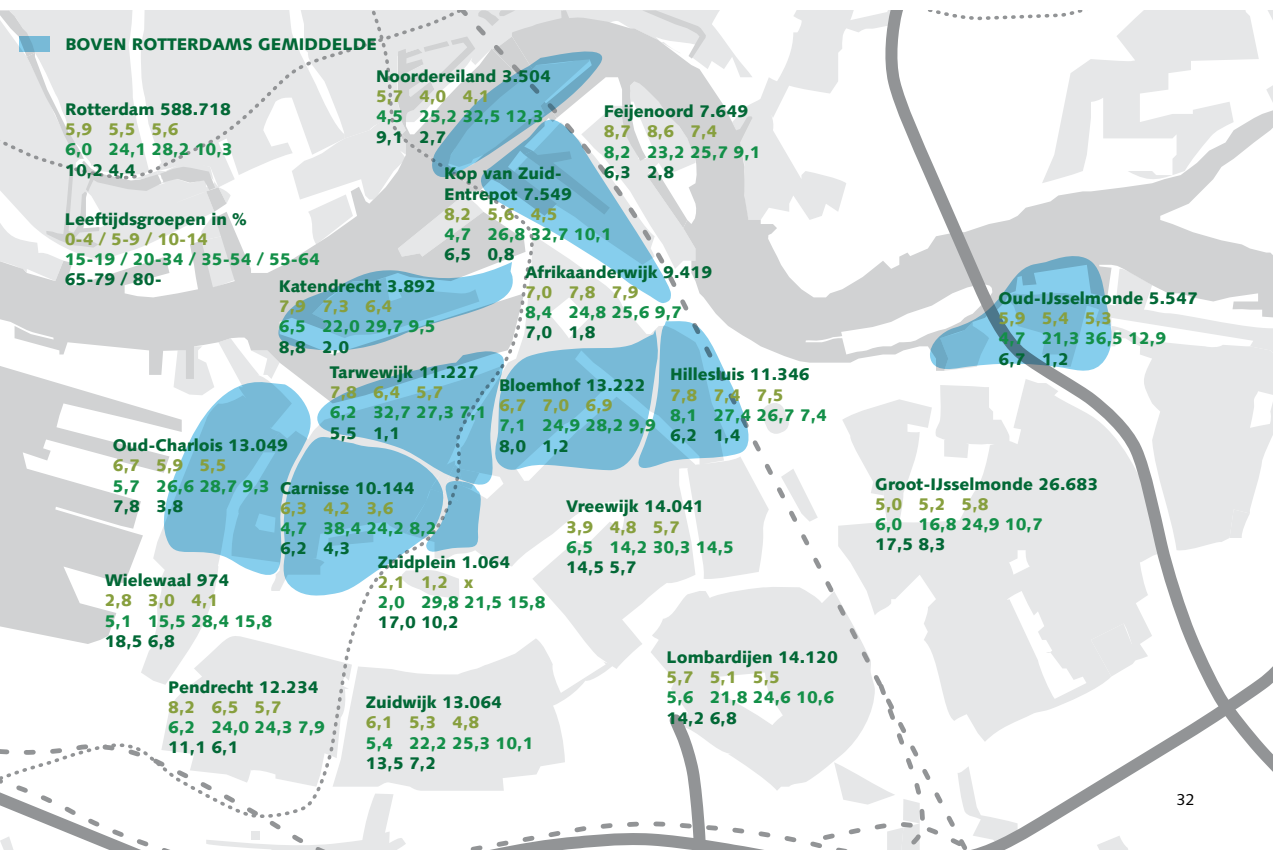 BOVEN ROTTERDAMS GEMIDDELDE
Rotterdam 588.718
5,9 5,5 5,6
6,0 24,1 28,2 10,3
10,2 4,4
Leeftijdsgroepen in %
0-4 / 5-9 / 10-14
15-19 / 20-34 / 35-54 / 55-64
65-79 / 80-
Noordereiland 3.504
5,7 4,0 4,1
4,5 25,2 32,5 12,3
9,1 2,7
Feijenoord 7.649
8,7 8,6 7,4
8,2 23,2 25,7 9,1
6,3 2,8
Kop van Zuid-
Entrepot 7.549
8,2 5,6 4,5
4,7 26,8 32,7 10,1
6,5 0,8
Afrikaanderwijk 9.419
7,0 7,8 7,9
8,4 24,8 25,6 9,7
7,0 1,8
Katendrecht 3.892
7,9 7,3 6,4
6,5 22,0 29,7 9,5
8,8 2,0
Oud-IJsselmonde 5.547
5,9 5,4 5,3
4,7 21,3 36,5 12,9
6,7 1,2
Tarwewijk 11.227
7,8 6,4 5,7
6,2 32,7 27,3 7,1
5,5 1,1
Bloemhof 13.222
6,7 7,0 6,9
7,1 24,9 28,2 9,9
8,0 1,2
Hillesluis 11.346
7,8 7,4 7,5
8,1 27,4 26,7 7,4
6,2 1,4
Oud-Charlois 13.049
6,7 5,9 5,5
5,7 26,6 28,7 9,3
7,8 3,8
Carnisse 10.144
6,3 4,2 3,6
4,7 38,4 24,2 8,2
6,2 4,3
Vreewijk 14.041
3,9 4,8 5,7
6,5 14,2 30,3 14,5
14,5 5,7
Groot-IJsselmonde 26.683
5,0 5,2 5,8
6,0 16,8 24,9 10,7
17,5 8,3
Zuidplein 1.064
2,1 1,2 x
2,0 29,8 21,5 15,8
17,0 10,2
Wielewaal 974
2,8 3,0 4,1
5,1 15,5 28,4 15,8
18,5 6,8
Lombardijen 14.120
5,7 5,1 5,5
5,6 21,8 24,6 10,6
14,2 6,8
Pendrecht 12.234
8,2 6,5 5,7
6,2 24,0 24,3 7,9
11,1 6,1
Zuidwijk 13.064
6,1 5,3 4,8
5,4 22,2 25,3 10,1
13,5 7,2
32